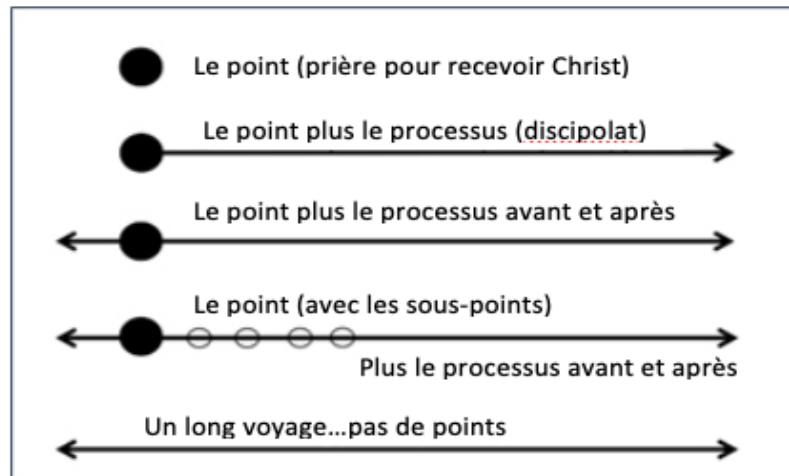 Le point (prière pour recevoir Christ)
Le point plus le processus (discipolat)
Le point plus le processus avant et après
Le point (avec les sous-points)
Plus le processus avant et après
Un long voyage...pas de points